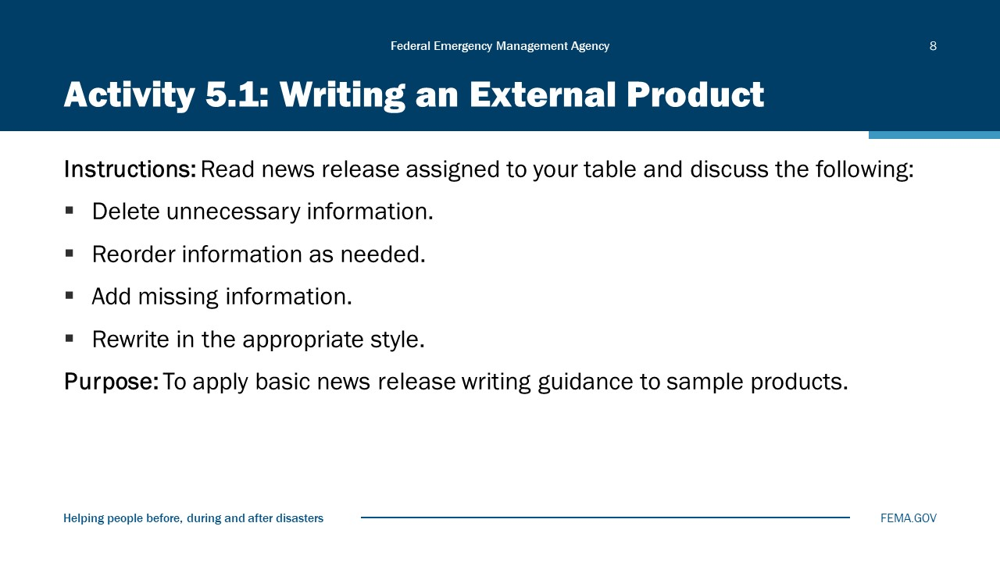 Federal Emergency Management Agency
8
Activity 5.1: Writing an External Product
Instructions: Read news release assigned to your table and discuss the following:
▪ Delete unnecessary information.
▪ Reorder information as needed.
▪ Add missing information.
▪ Rewrite in the appropriate style.
Purpose: To apply basic news release writing guidance to sample products.
Helping people before, during and after disasters
FEMA.GOV